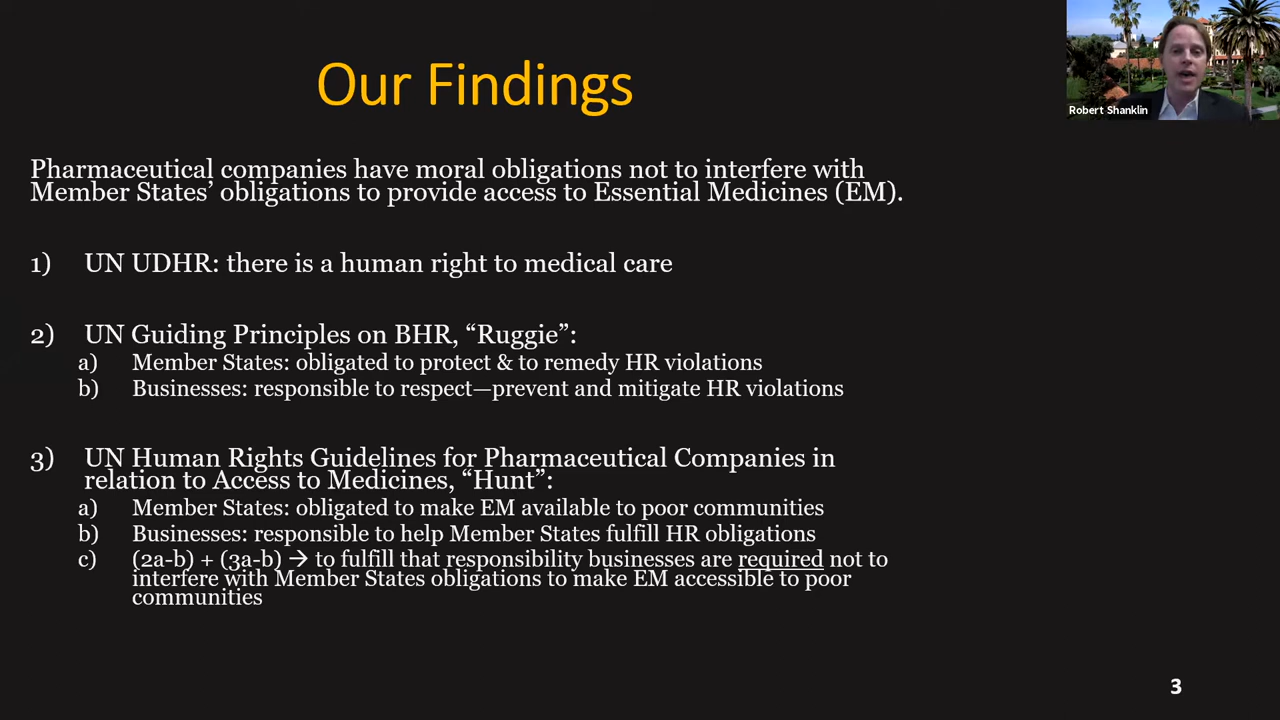 Our Findings
Robert Shanklin
Pharmaceutical companies have moral obligations not to interfere with
Member States’ obligations to provide access to Essential Medicines (EM).
1) UN UDHR: there is a human right to medical care
2) UN Guiding Principles on BHR, “Ruggie”:
a) Member States: obligated to protect & to remedy HR violations
b) Businesses: responsible to respect—prevent and mitigate HR violations
3) UN Human Rights Guidelines for Pharmaceutical Companies in
relation to Access to Medicines, “Hunt”:
a) Member States: obligated to make EM available to poor communities
b) Businesses: responsible to help Member States fulfill HR obligations
c) (2a-b) + (3a-b) → to fulfill that responsibility businesses are required not to
interfere with Member States obligations to make EM accessible to poor
communities
3